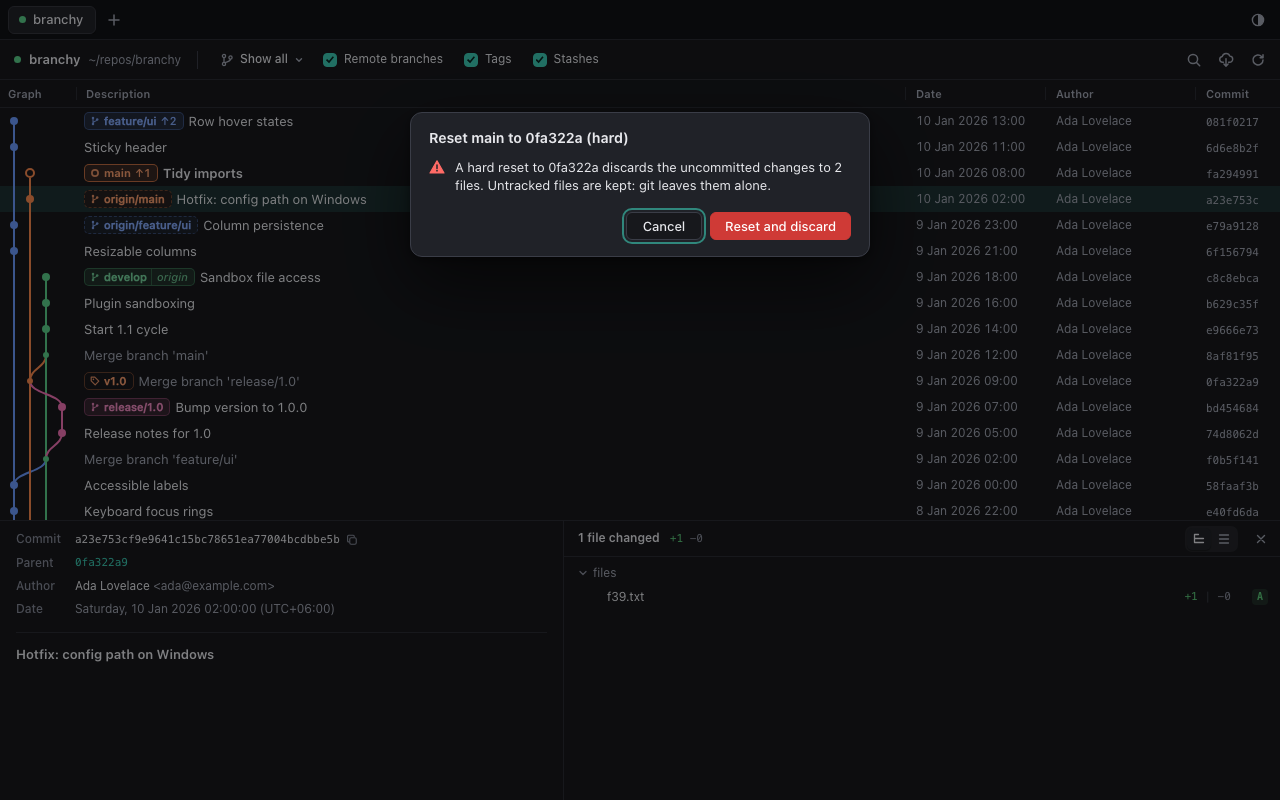 branchy
branchy ~/repos/branchy Show all Remote branches Tags Stashes
Graph Description Date Author Commit
feature/ui ↑2 Row hover states 10 Jan 2026 13:00 Ada Lovelace 081f0217
Sticky header 10 Jan 2026 11:00 Ada Lovelace 6d6e8b2f
main ↑1 Tidy imports 10 Jan 2026 08:00 Ada Lovelace fa294991
origin/main Hotfix: config path on Windows 10 Jan 2026 02:00 Ada Lovelace a23e753c
origin/feature/ui Column persistence 9 Jan 2026 23:00 Ada Lovelace e79a9128
Resizable columns 9 Jan 2026 21:00 Ada Lovelace 6f156794
develop origin Sandbox file access 9 Jan 2026 18:00 Ada Lovelace c8c8ebca
Plugin sandboxing 9 Jan 2026 16:00 Ada Lovelace b629c35f
Start 1.1 cycle 9 Jan 2026 14:00 Ada Lovelace e9666e73
Merge branch 'main' 9 Jan 2026 12:00 Ada Lovelace 8af81f95
v1.0 Merge branch 'release/1.0' 9 Jan 2026 09:00 Ada Lovelace 0fa322a9
release/1.0 Bump version to 1.0.0 9 Jan 2026 07:00 Ada Lovelace bd454684
Release notes for 1.0 9 Jan 2026 05:00 Ada Lovelace 74d8062d
Merge branch 'feature/ui' 9 Jan 2026 02:00 Ada Lovelace f0b5f141
Accessible labels 9 Jan 2026 00:00 Ada Lovelace 58faaf3b
Keyboard focus rings 8 Jan 2026 22:00 Ada Lovelace e40fd6da
Reset main to 0fa322a (hard)
A hard reset to 0fa322a discards the uncommitted changes to 2
files. Untracked files are kept: git leaves them alone.
Cancel Reset and discard
Commit a23e753cf9e9641c15bc78651ea77004bcdbbe5b
Parent 0fa322a9
Author Ada Lovelace <ada@example.com>
Date Saturday, 10 Jan 2026 02:00:00 (UTC+06:00)
Hotfix: config path on Windows
1 file changed +1 −0
files
f39.txt +1 −0 A